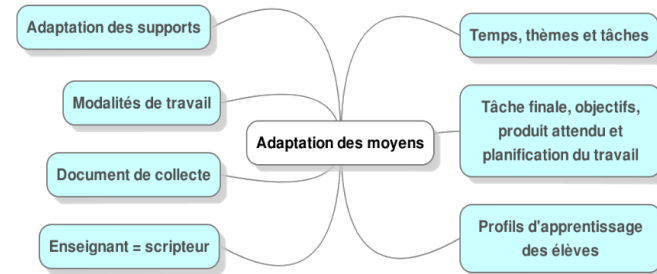 Adaptation des supports
Modalités de travail
Document de collecte
Enseignant = scripteur
Adaptation des moyens
Temps, thèmes et tâches
Tâche finale, objectifs,
produit attendu et
planification du travail
Profils d'apprentissage
des élèves